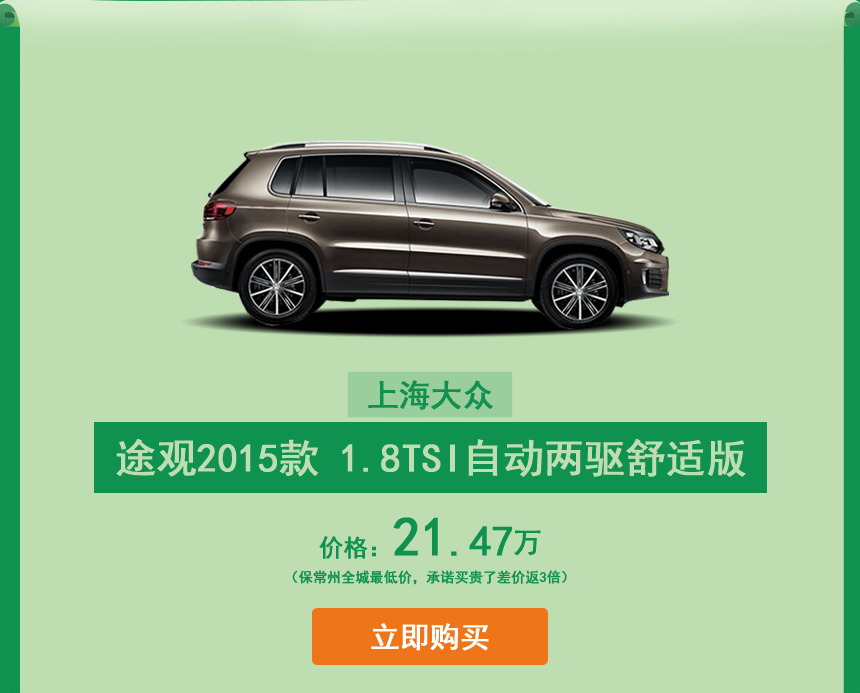 上海大众
途观2015款 1.8TSI自动两驱舒适版
价格：21.47万
（保常州全城最低价，承诺买贵了差价返3倍）
立即购买